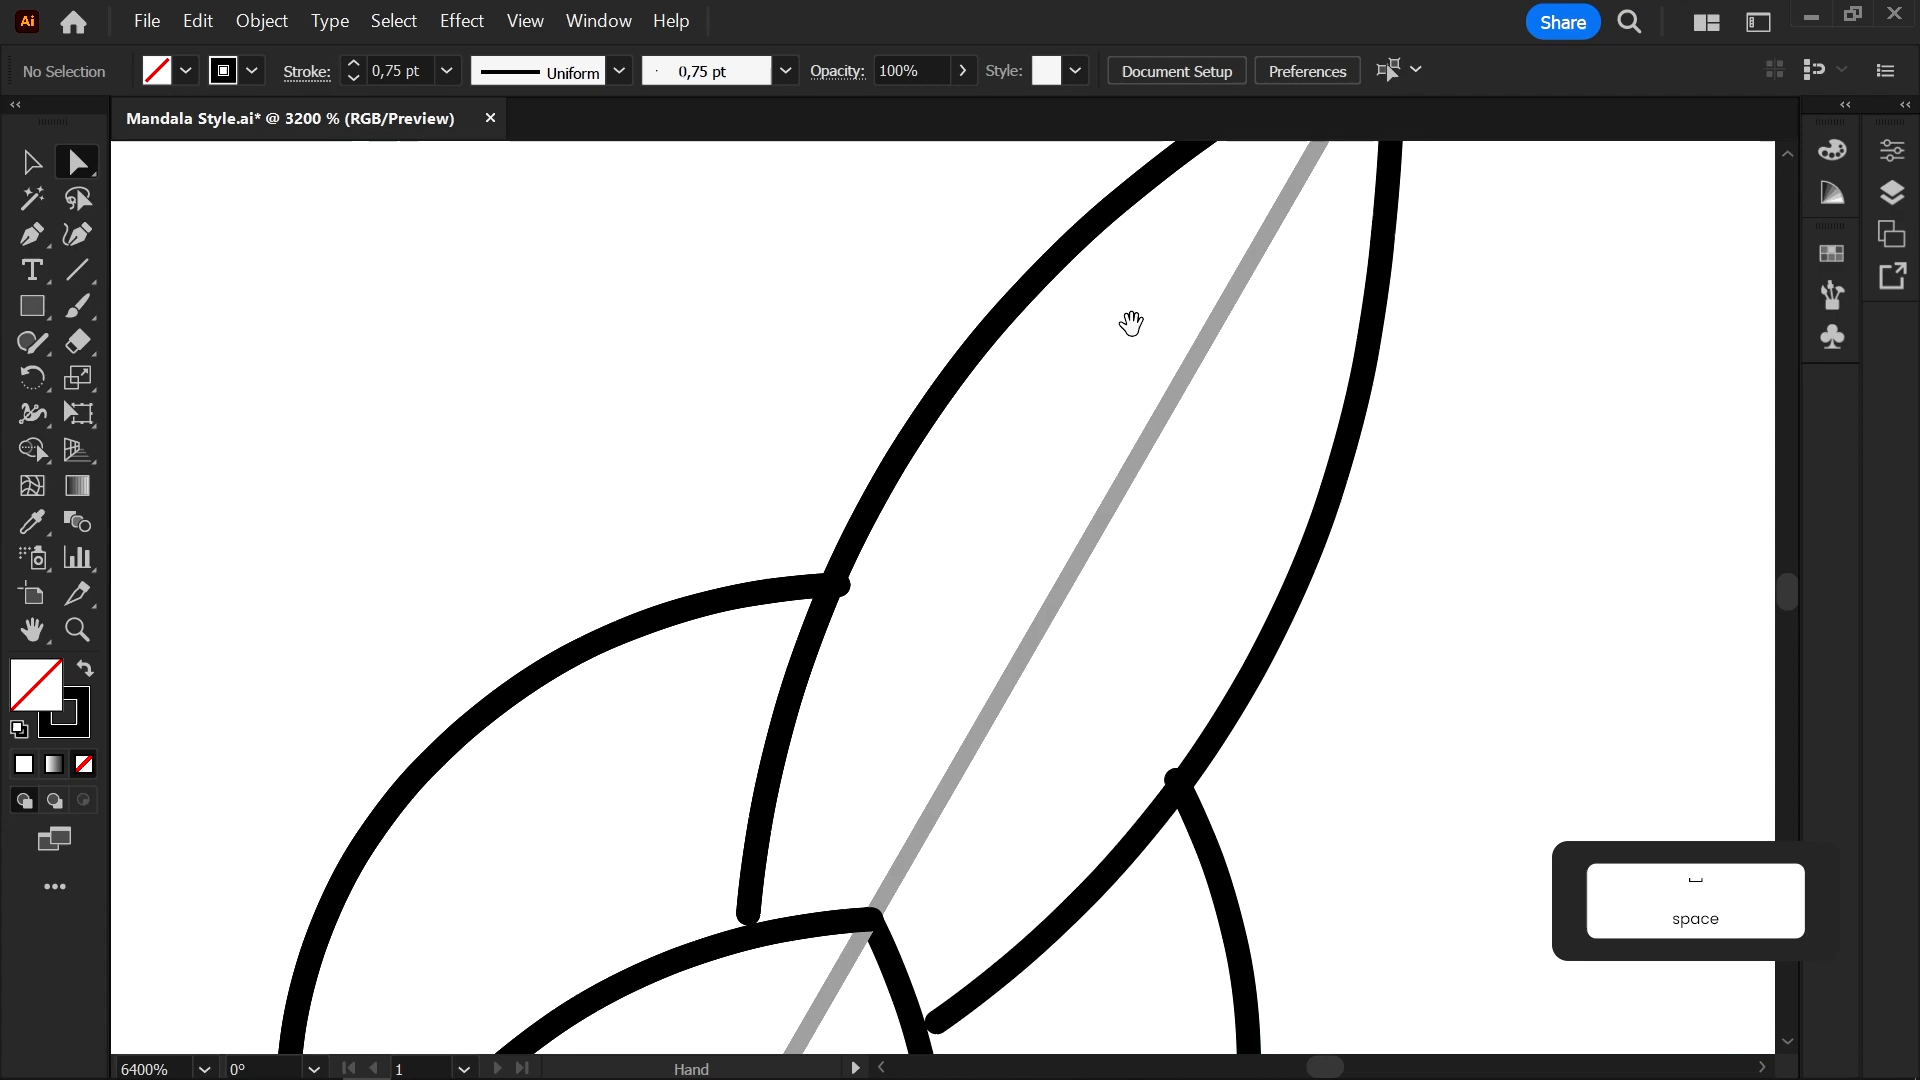 Ai File Edit Object Type Select Effect View Window Help Share
No Selection Stroke: 0,75 pt Uniform 0,75 pt Opacity: 100% Style: Document Setup Preferences
Mandala Style.ai* @ 3200 % (RGB/Preview)
T
space
6400% 0° 1 Hand